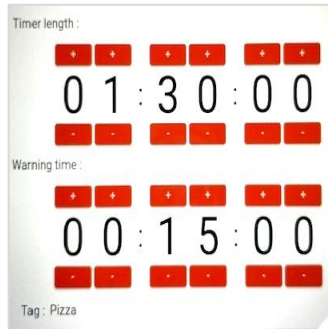 Timer length :
+ + + + + +
0 1 : 3 0 : 0 0
- - - - - -
Warning time :
+ + + + + +
0 0 : 1 5 : 0 0
- - - - - -
Tag : Pizza